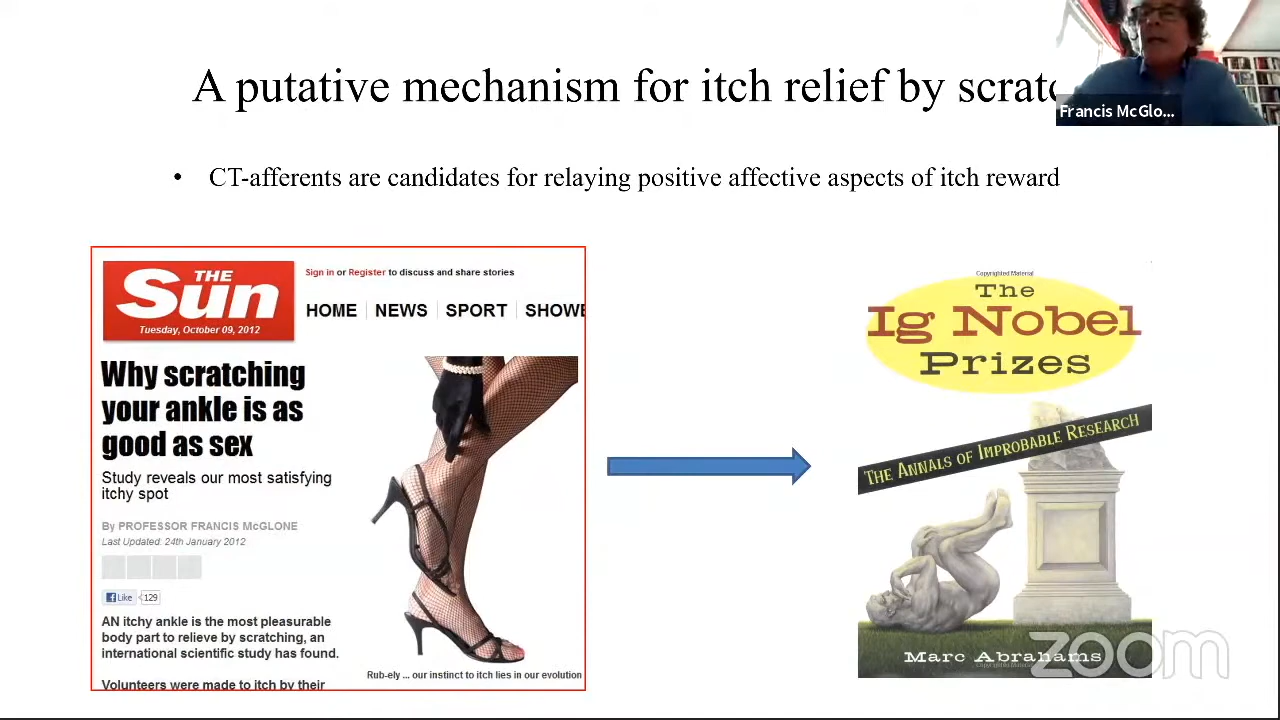 A putative mechanism for itch relief by scratc
Francis McGlo...
• CT-afferents are candidates for relaying positive affective aspects of itch reward
THE
Sun
Tuesday, October 09, 2012
Sign in or Register to discuss and share stories
HOME NEWS SPORT SHOWB
Why scratching
your ankle is as
good as sex
Study reveals our most satisfying
itchy spot
By PROFESSOR FRANCIS McGLONE
Last Updated: 24th January 2012
Like 129
AN itchy ankle is the most pleasurable
body part to relieve by scratching, an
international scientific study has found.
Volunteers were made to itch by their
Rub-ely ... our instinct to itch lies in our evolution
Copyrighted Material
The
Ig Nobel
Prizes
THE ANNALS OF IMPROBABLE RESEARCH
Marc Abrahams
Copyrighted Material
zoom